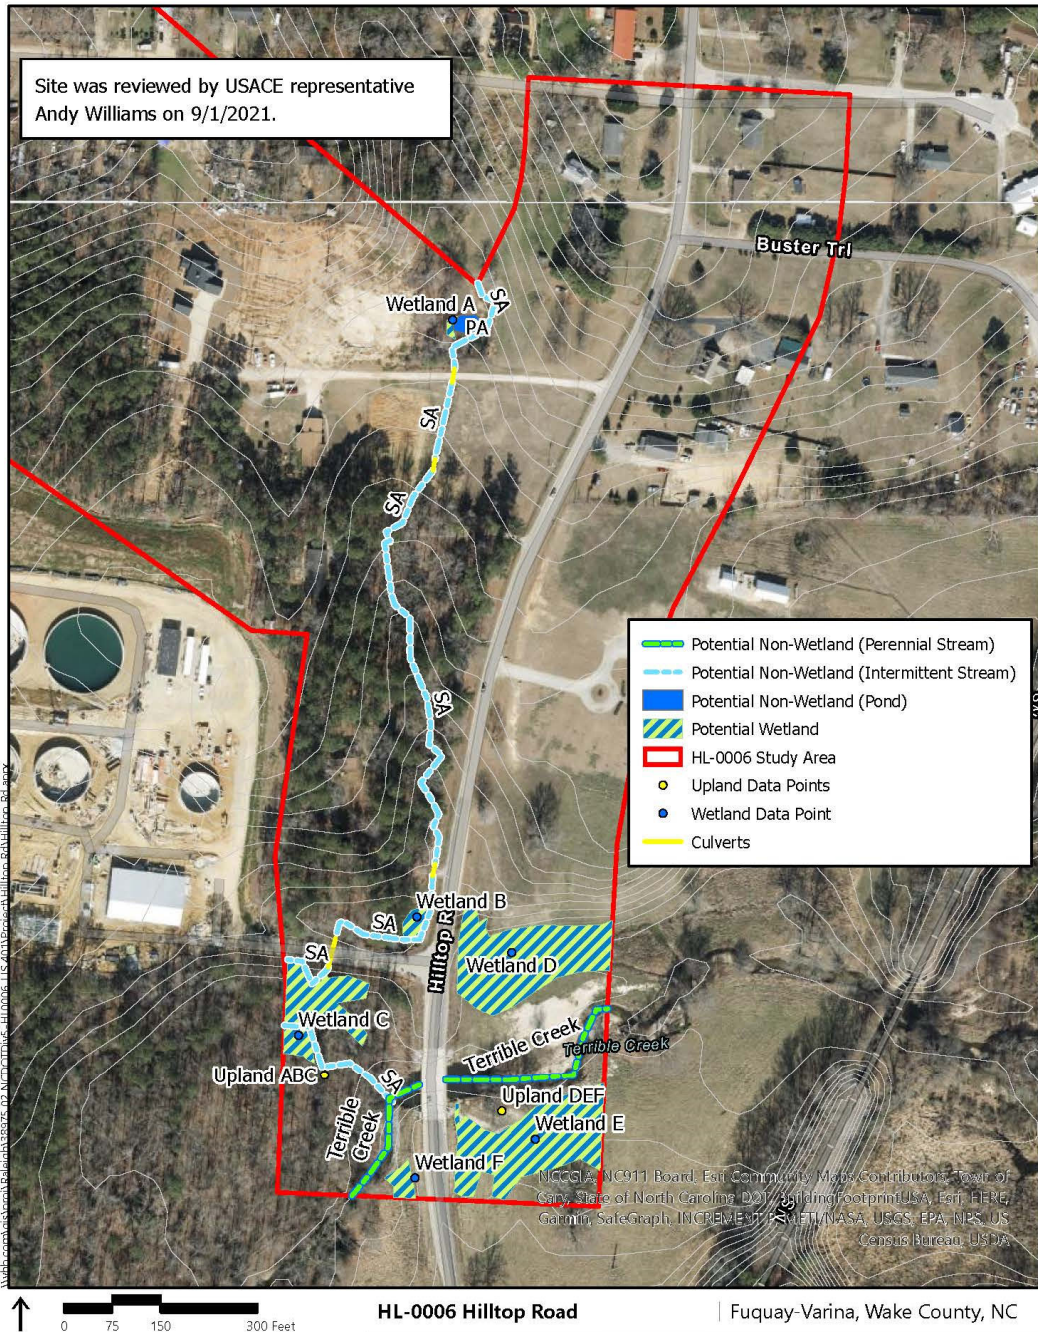 Site was reviewed by USACE representative
Andy Williams on 9/1/2021.
Buster Trl
SA
Wetland A
PA
SA
SA
SA
Potential Non-Wetland (Perennial Stream)
Potential Non-Wetland (Intermittent Stream)
Potential Non-Wetland (Pond)
Potential Wetland
HL-0006 Study Area
Upland Data Points
Wetland Data Point
Culverts
Wetland B
SA
SA
Hilltop R
Wetland D
Wetland C
Terrible Creek
Terrible Creek
Upland ABC
SA
Upland DEF
Terrible
Creek
Wetland E
Wetland F
NCCGIA, NC911 Board, Esri Community Maps Contributors, Town of
Cary, State of North Carolina DOT, BuildingFootprintUSA, Esri, HERE,
Garmin, SafeGraph, INCREMENT P, METI/NASA, USGS, EPA, NPS, US
Census Bureau, USDA
0 75 150 300 Feet
HL-0006 Hilltop Road
Fuquay-Varina, Wake County, NC